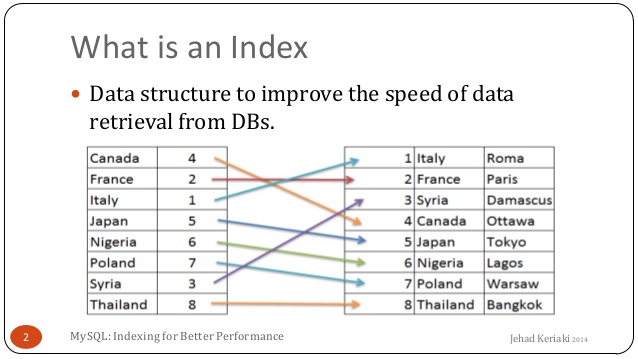 What is an Index
• Data structure to improve the speed of data
retrieval from DBs.
Canada 4
France 2
Italy 1
Japan 5
Nigeria 6
Poland 7
Syria 3
Thailand 8
1 Italy Roma
2 France Paris
3 Syria Damascus
4 Canada Ottawa
5 Japan Tokyo
6 Nigeria Lagos
7 Poland Warsaw
8 Thailand Bangkok
2
MySQL: Indexing for Better Performance
Jehad Keriaki 2014